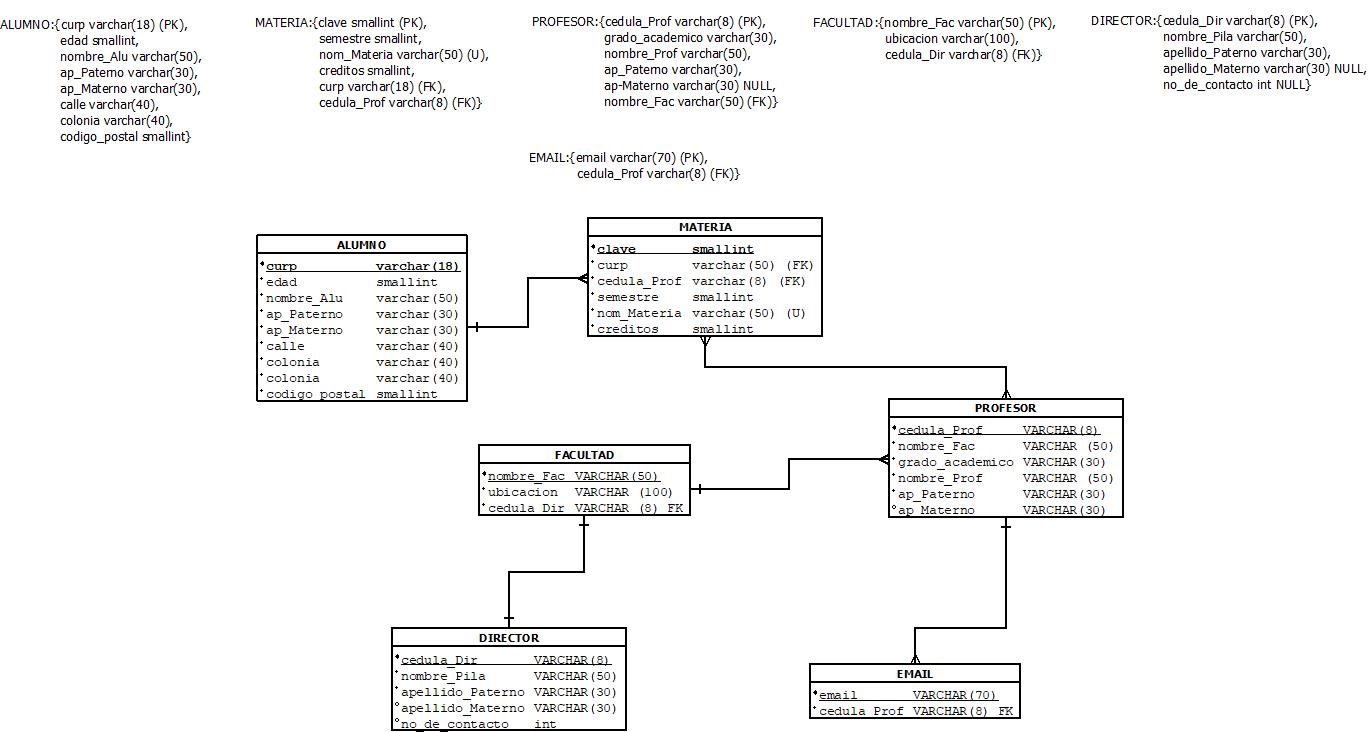 ALUMNO:{curp varchar(18) (PK),
edad smallint,
nombre_Alu varchar(50),
ap_Paterno varchar(30),
ap_Materno varchar(30),
calle varchar(40),
colonia varchar(40),
codigo_postal smallint}
MATERIA:{clave smallint (PK),
semestre smallint,
nom_Materia varchar(50) (U),
creditos smallint,
curp varchar(18) (FK),
cedula_Prof varchar(8) (FK)}
PROFESOR:{cedula_Prof varchar(8) (PK),
grado_academico varchar(30),
nombre_Prof varchar(50),
ap_Paterno varchar(30),
ap-Materno varchar(30) NULL,
nombre_Fac varchar(50) (FK)}
FACULTAD:{nombre_Fac varchar(50) (PK),
ubicacion varchar(100),
cedula_Dir varchar(8) (FK)}
DIRECTOR:{cedula_Dir varchar(8) (PK),
nombre_Pila varchar(50),
apellido_Paterno varchar(30),
apellido_Materno varchar(30) NULL,
no_de_contacto int NULL}
EMAIL:{email varchar(70) (PK),
cedula_Prof varchar(8) (FK)}
ALUMNO
*curp varchar(18)
*edad smallint
*nombre_Alu varchar(50)
*ap_Paterno varchar(30)
*ap_Materno varchar(30)
*calle varchar(40)
*colonia varchar(40)
*colonia varchar(40)
*codigo_postal smallint
MATERIA
*clave smallint
*curp varchar(50) (FK)
*cedula_Prof varchar(8) (FK)
*semestre smallint
*nom_Materia varchar(50) (U)
*creditos smallint
PROFESOR
*cedula_Prof VARCHAR(8)
*nombre_Fac VARCHAR (50)
*grado_academico VARCHAR(30)
*nombre_Prof VARCHAR (50)
*ap_Paterno VARCHAR(30)
°ap_Materno VARCHAR(30)
FACULTAD
*nombre_Fac VARCHAR(50)
*ubicacion VARCHAR (100)
*cedula_Dir VARCHAR (8) FK
DIRECTOR
*cedula_Dir VARCHAR(8)
*nombre_Pila VARCHAR(50)
*apellido_Paterno VARCHAR(30)
°apellido_Materno VARCHAR(30)
°no_de_contacto int
EMAIL
*email VARCHAR(70)
*cedula_Prof VARCHAR(8) FK